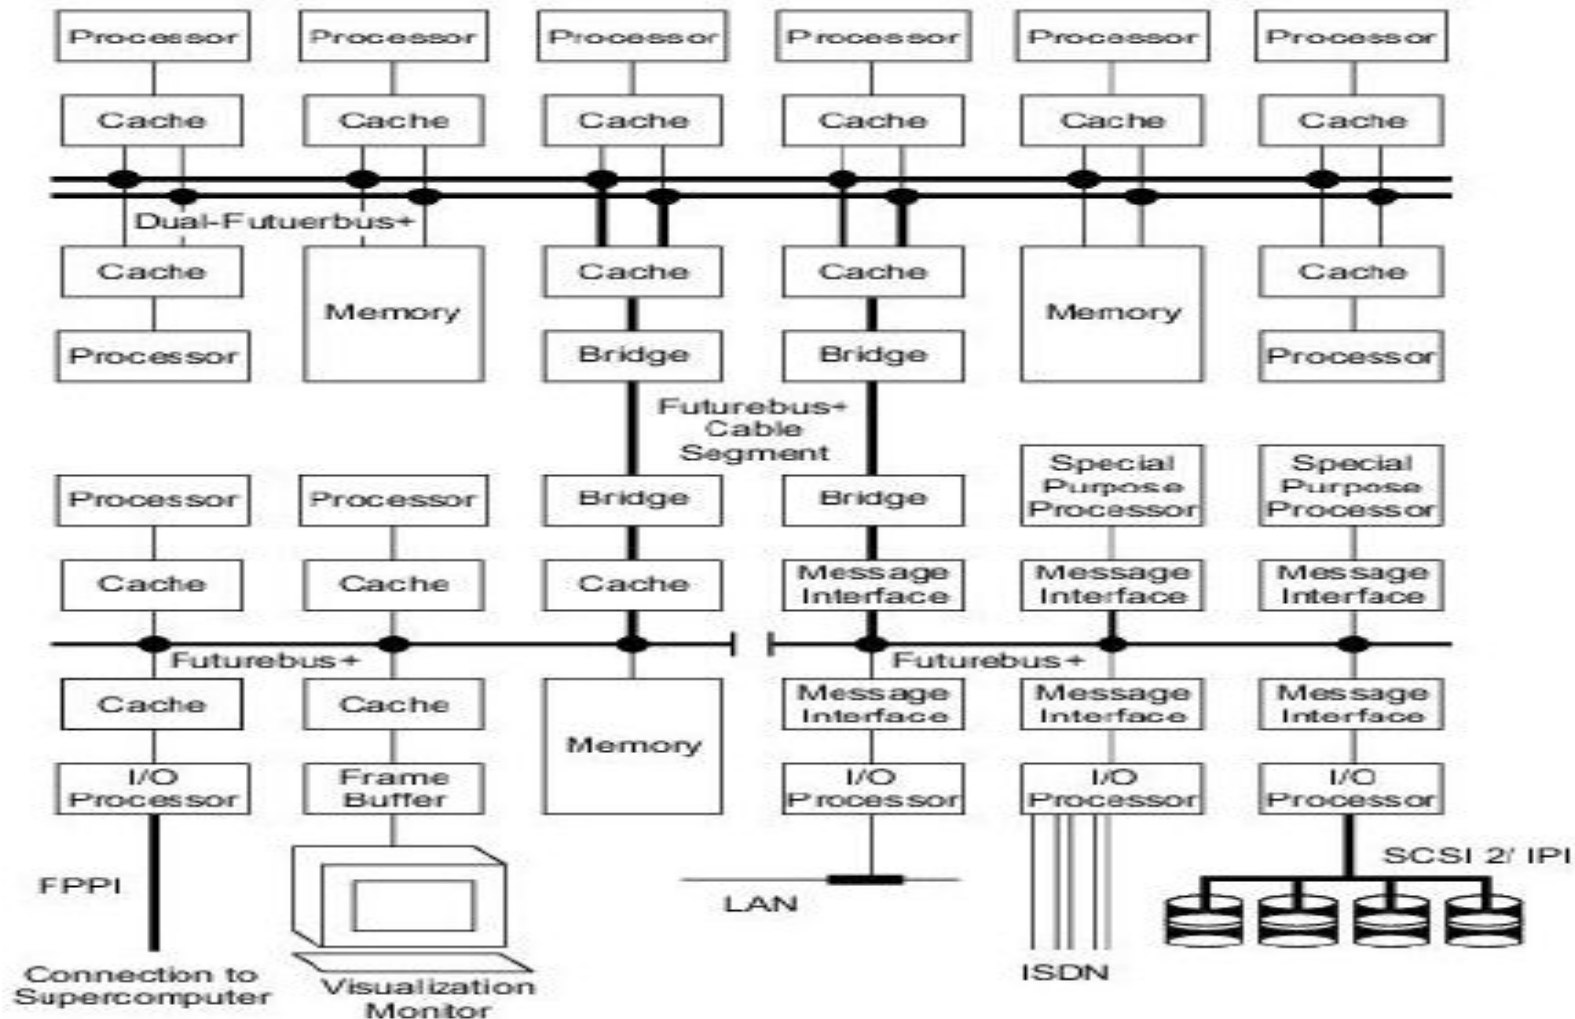 Processor Processor Processor Processor Processor Processor
Cache Cache Cache Cache Cache Cache
Dual-Futuerbus+
Cache Memory Cache Cache Memory Cache
Processor Bridge Bridge Processor
Futurebus+
Cable
Segment
Processor Processor Bridge Bridge
Special
Purpose
Processor
Special
Purpose
Processor
Cache Cache Cache
Message
Interface
Message
Interface
Message
Interface
Futurebus+ Futurebus+
Cache Cache Memory
Message
Interface
Message
Interface
Message
Interface
I/O
Processor
Frame
Buffer
I/O
Processor
I/O
Processor
I/O
Processor
FPPI
LAN
SCSI 2/ IPI
Connection to
Supercomputer
Visualization
Monitor
ISDN